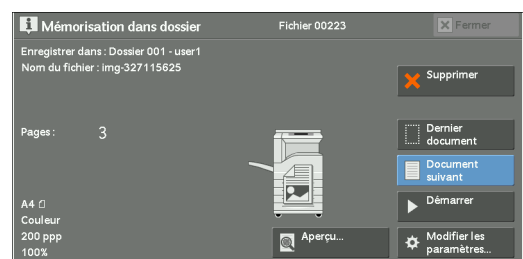 Mémorisation dans dossier
Fichier 00223
Fermer
Enregistrer dans : Dossier 001 - user1
Nom du fichier : img-327115625
Supprimer
Pages : 3
Dernier
document
Document
suivant
A4
Démarrer
Couleur
200 ppp
100%
Aperçu...
Modifier les
paramètres...